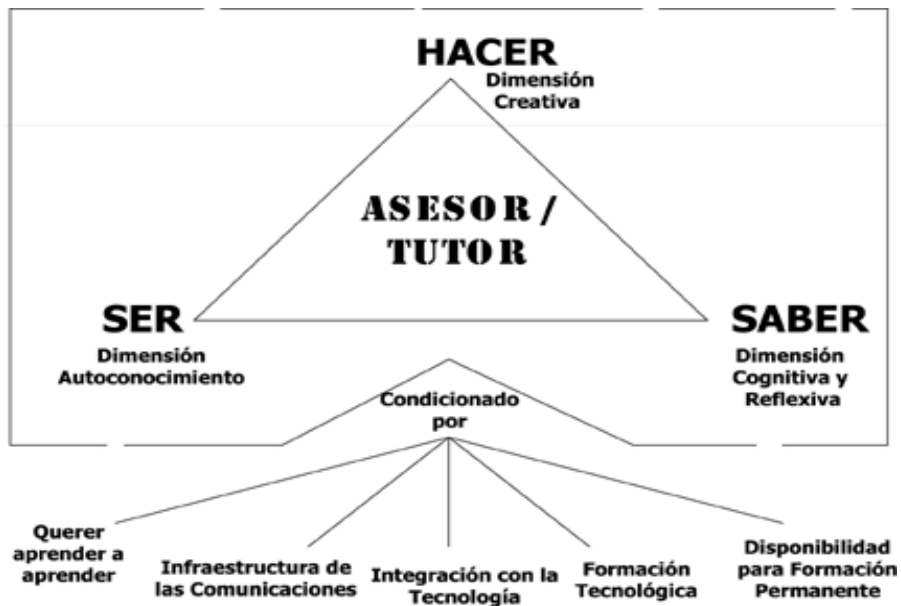 HACER
Dimensión
Creativa
ASESOR /
TUTOR
SER
Dimensión
Autoconocimiento
SABER
Dimensión
Cognitiva y
Reflexiva
Condicionado
por
Querer
aprender a
aprender
Infraestructura de
las Comunicaciones
Integración con la
Tecnología
Formación
Tecnológica
Disponibilidad
para Formación
Permanente